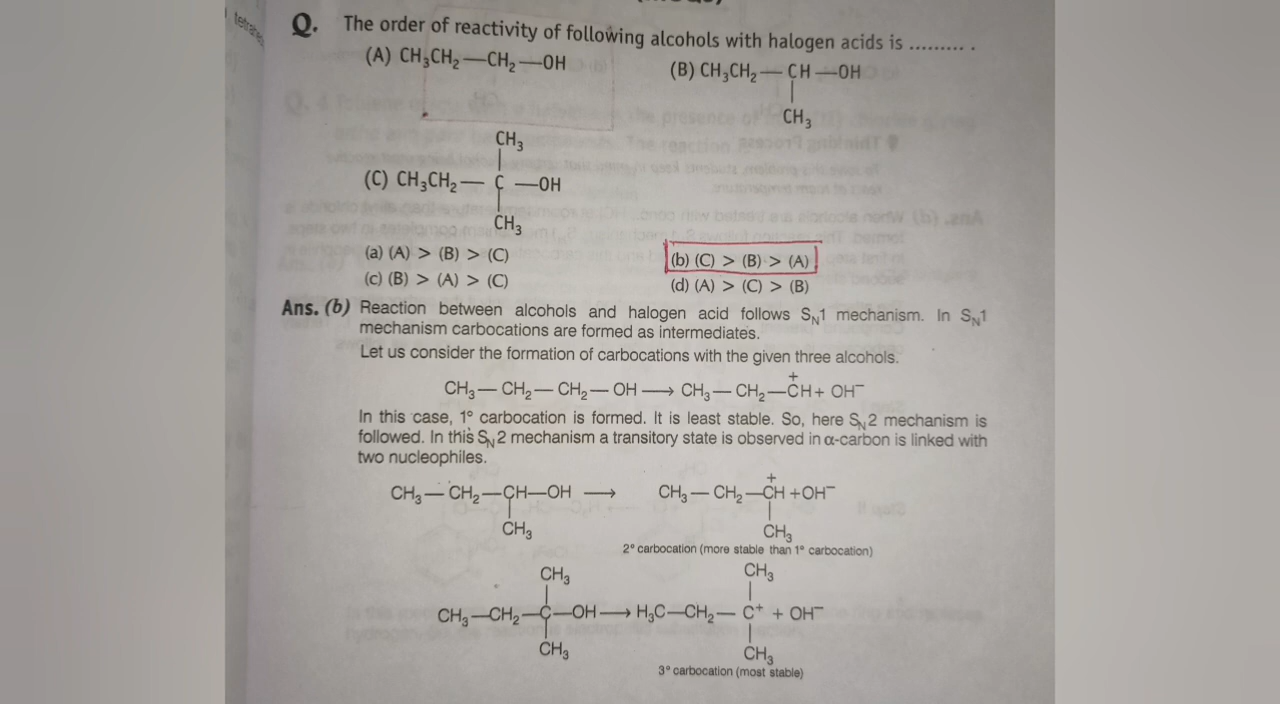 Q. The order of reactivity of following alcohols with halogen acids is ......... .
(A) CH₃CH₂—CH₂—OH (B) CH₃CH₂—CH—OH
CH₃
CH₃
(C) CH₃CH₂—C—OH
CH₃
(a) (A) > (B) > (C) (b) (C) > (B) > (A)
(c) (B) > (A) > (C) (d) (A) > (C) > (B)
Ans. (b) Reaction between alcohols and halogen acid follows Sₙ1 mechanism. In Sₙ1
mechanism carbocations are formed as intermediates.
Let us consider the formation of carbocations with the given three alcohols.
CH₃—CH₂—CH₂—OH ⟶ CH₃—CH₂—C⁺H + OH⁻
In this case, 1° carbocation is formed. It is least stable. So, here Sₙ2 mechanism is
followed. In this Sₙ2 mechanism a transitory state is observed in α-carbon is linked with
two nucleophiles.
CH₃—CH₂—CH—OH ⟶ CH₃—CH₂—C⁺H + OH⁻
CH₃ CH₃
2° carbocation (more stable than 1° carbocation)
CH₃ CH₃
CH₃—CH₂—C—OH ⟶ H₃C—CH₂—C⁺ + OH⁻
CH₃ CH₃
3° carbocation (most stable)